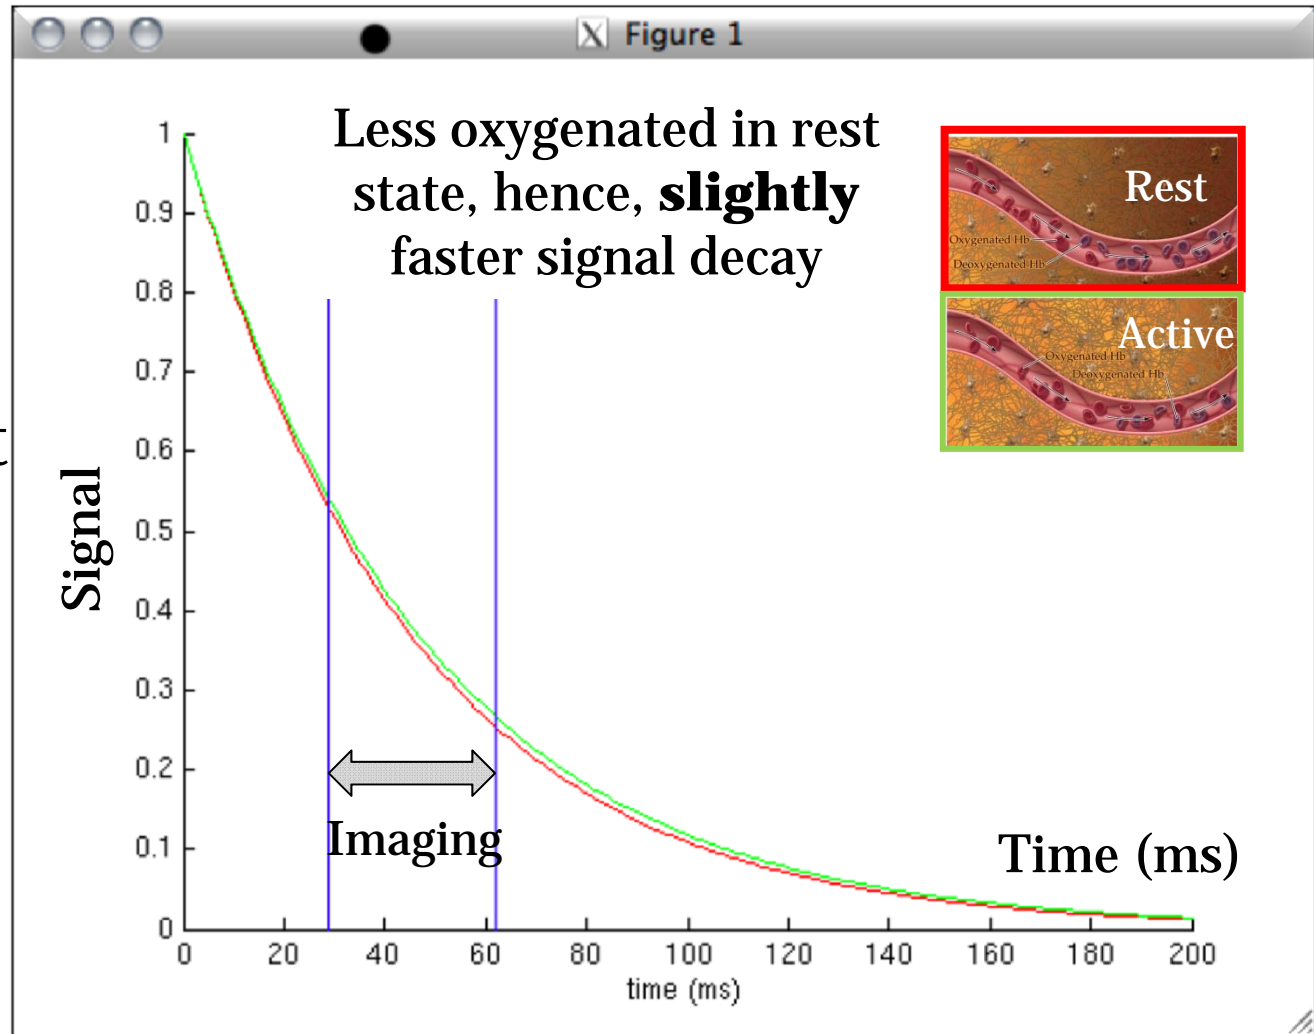 Figure 1
Less oxygenated in rest
state, hence, slightly
faster signal decay
Rest
Oxygenated Hb
Deoxygenated Hb
Active
Oxygenated Hb
Deoxygenated Hb
Signal
1
0.9
0.8
0.7
0.6
0.5
0.4
0.3
0.2
0.1
0
Imaging
Time (ms)
0 20 40 60 80 100 120 140 160 180 200
time (ms)